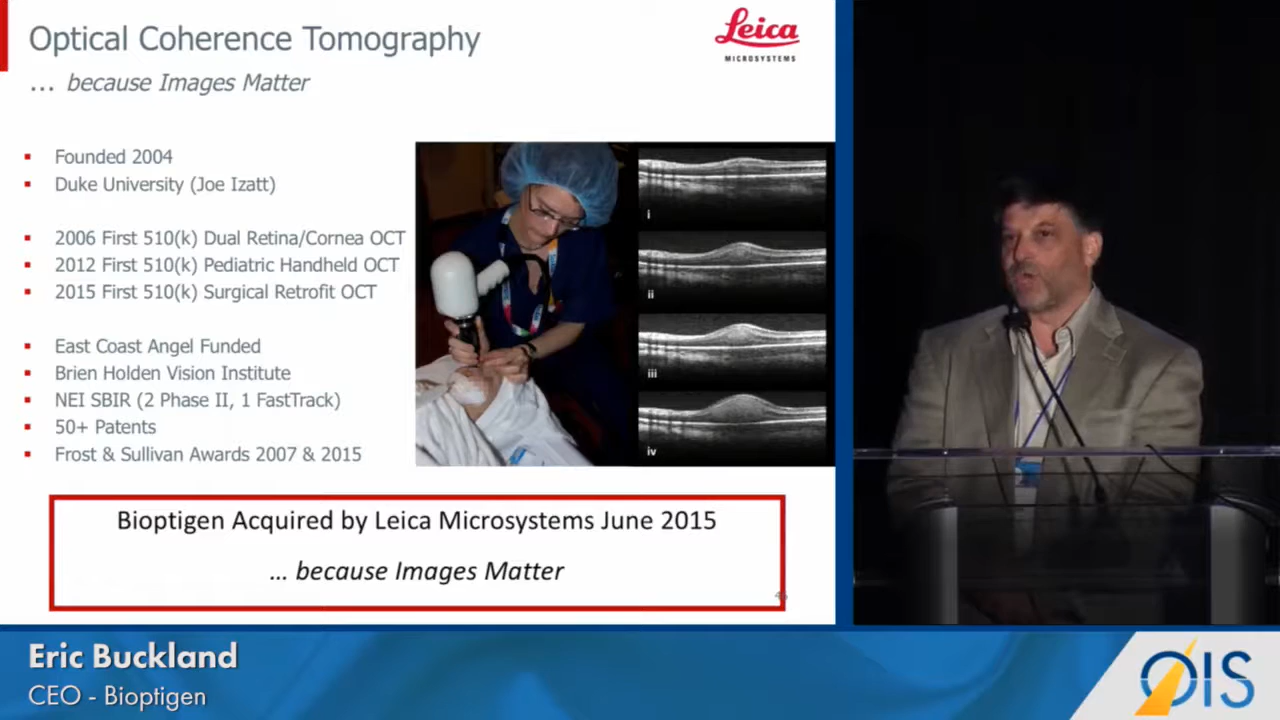 Optical Coherence Tomography
... because Images Matter
Leica
MICROSYSTEMS
Founded 2004
Duke University (Joe Izatt)
2006 First 510(k) Dual Retina/Cornea OCT
2012 First 510(k) Pediatric Handheld OCT
2015 First 510(k) Surgical Retrofit OCT
East Coast Angel Funded
Brien Holden Vision Institute
NEI SBIR (2 Phase II, 1 FastTrack)
50+ Patents
Frost & Sullivan Awards 2007 & 2015
i
ii
iii
iv
Bioptigen Acquired by Leica Microsystems June 2015
... because Images Matter
Eric Buckland
CEO - Bioptigen
OIS